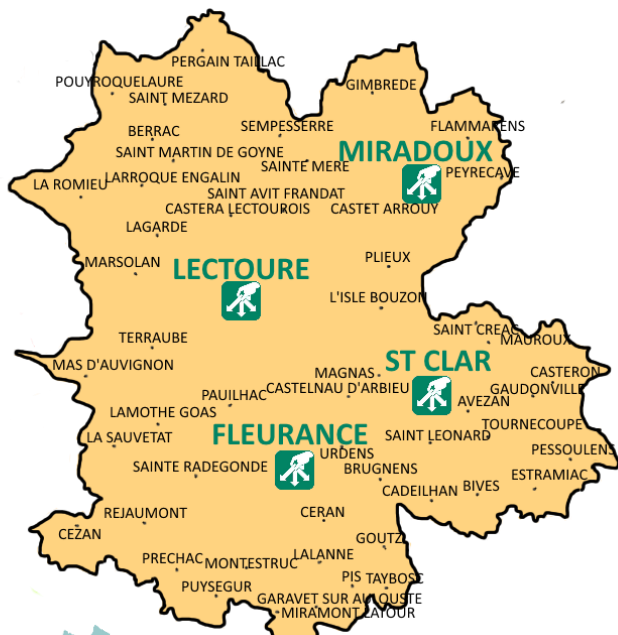 PERGAIN TAILLAC
POUYROQUELAURE
GIMBREDE
SAINT MEZARD
SEMPESSERRE
FLAMMARENS
BERRAC
MIRADOUX
SAINT MARTIN DE GOYNE
SAINTE MERE
PEYRECAVE
LA ROMIEU
LARROQUE ENGALIN
SAINT AVIT FRANDAT
CASTERA LECTOUROIS
CASTET ARROUY
LAGARDE
PLIEUX
MARSOLAN
LECTOURE
L'ISLE BOUZON
SAINT CREAC
MAUROUX
TERRAUBE
ST CLAR
MAS D'AUVIGNON
MAGNAS
CASTERON
CASTELNAU D'ARBIEU
GAUDONVILLE
PAUILHAC
AVEZAN
LAMOTHE GOAS
TOURNECOUPE
FLEURANCE
LA SAUVETAT
SAINT LEONARD
URDENS
PESSOULENS
SAINTE RADEGONDE
BRUGNENS
ESTRAMIAC
CADEILHAN
BIVES
REJAUMONT
CERAN
CEZAN
GOUTZ
PRECHAC
MONTESTRUC
LALANNE
PUYSEGUR
PIS
TAYBOSC
GARAVET SUR AULOUSTE
MIRAMONT LATOUR